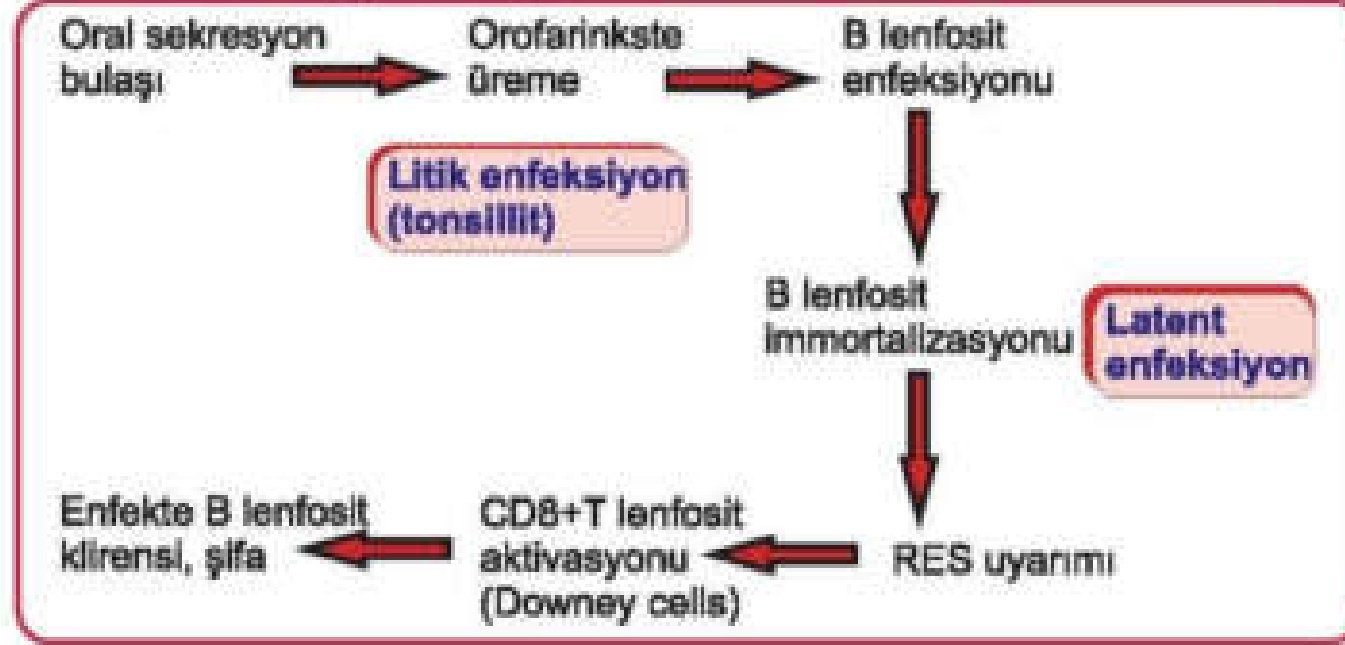 Oral sekresyon
bulaşı
Orofarinkste
üreme
B lenfosit
enfeksiyonu
Litik enfeksiyon
(tonsillit)
B lenfosit
immortalizasyonu
Latent
enfeksiyon
RES uyarımı
CD8+T lenfosit
aktivasyonu
(Downey cells)
Enfekte B lenfosit
klirensi, şifa